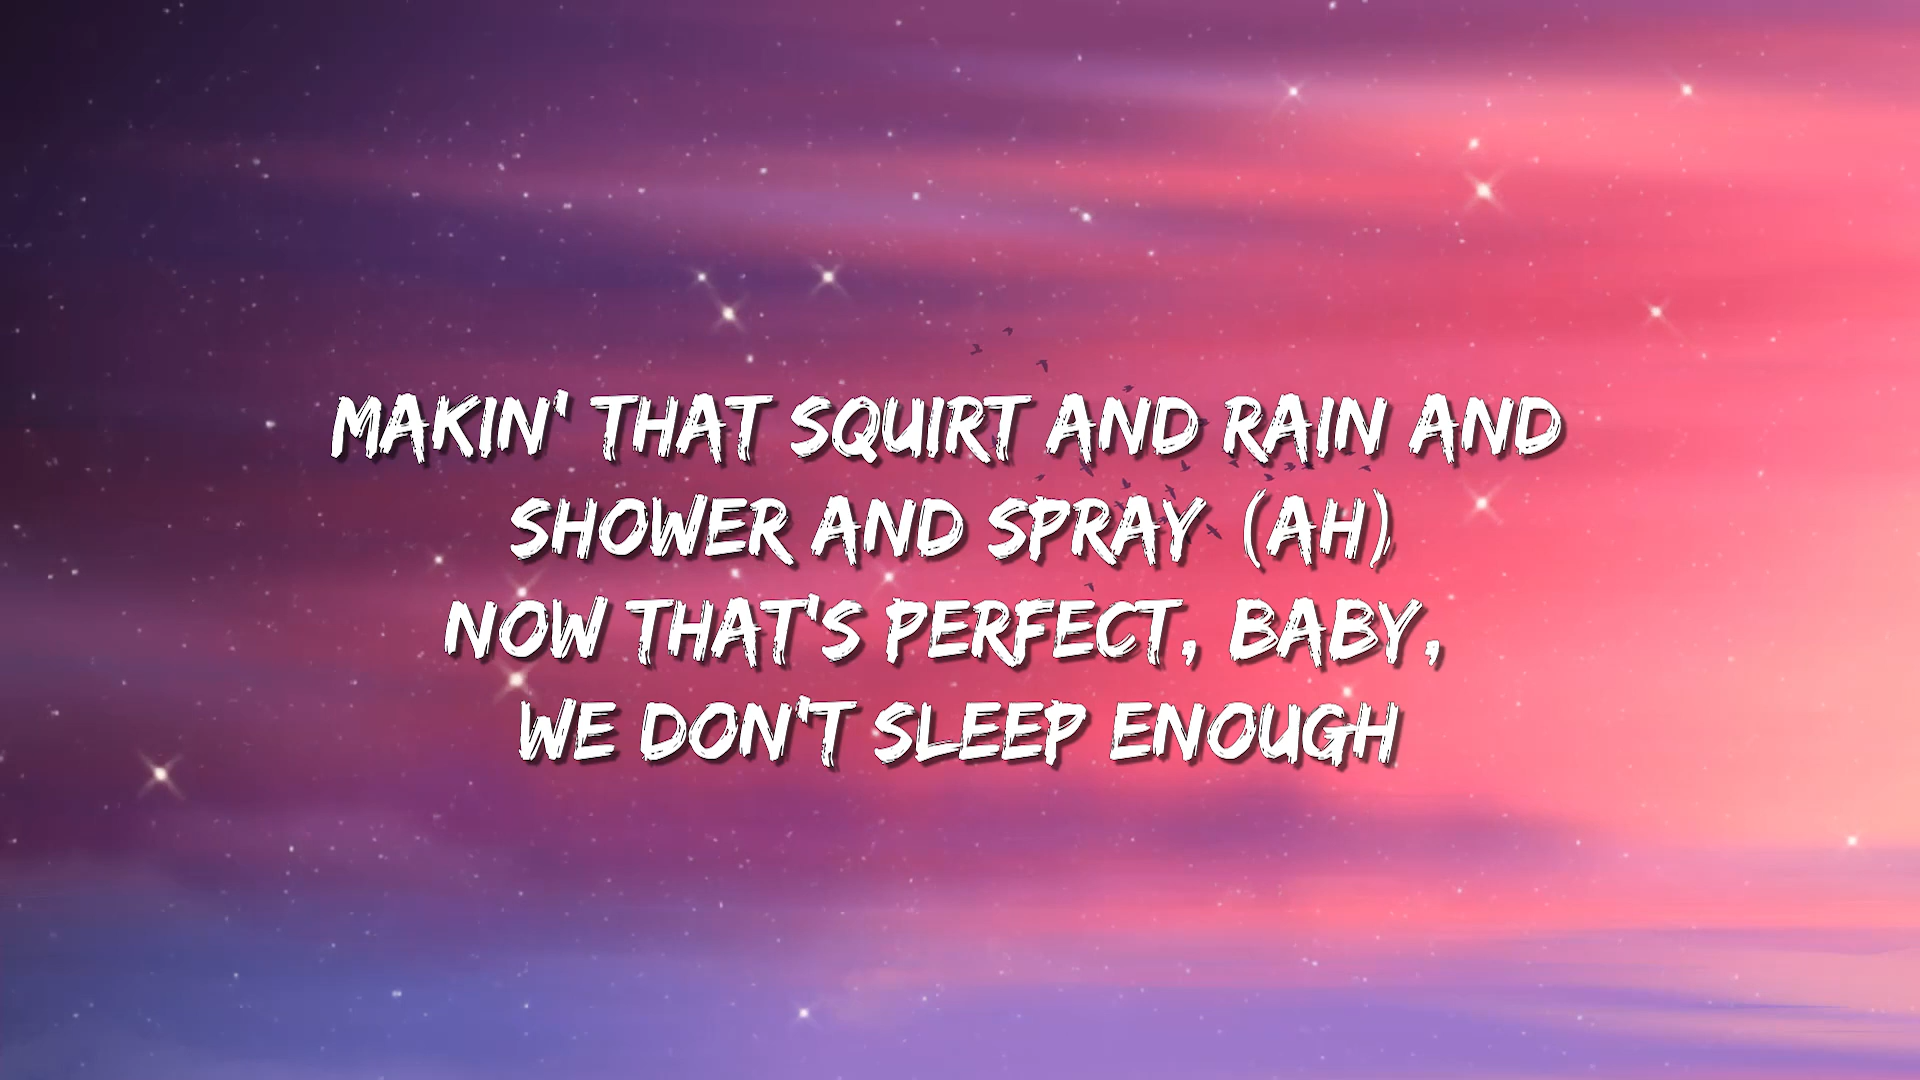 MAKIN' THAT SQUIRT AND RAIN AND
SHOWER AND SPRAY (AH)
NOW THAT'S PERFECT, BABY,
WE DON'T SLEEP ENOUGH